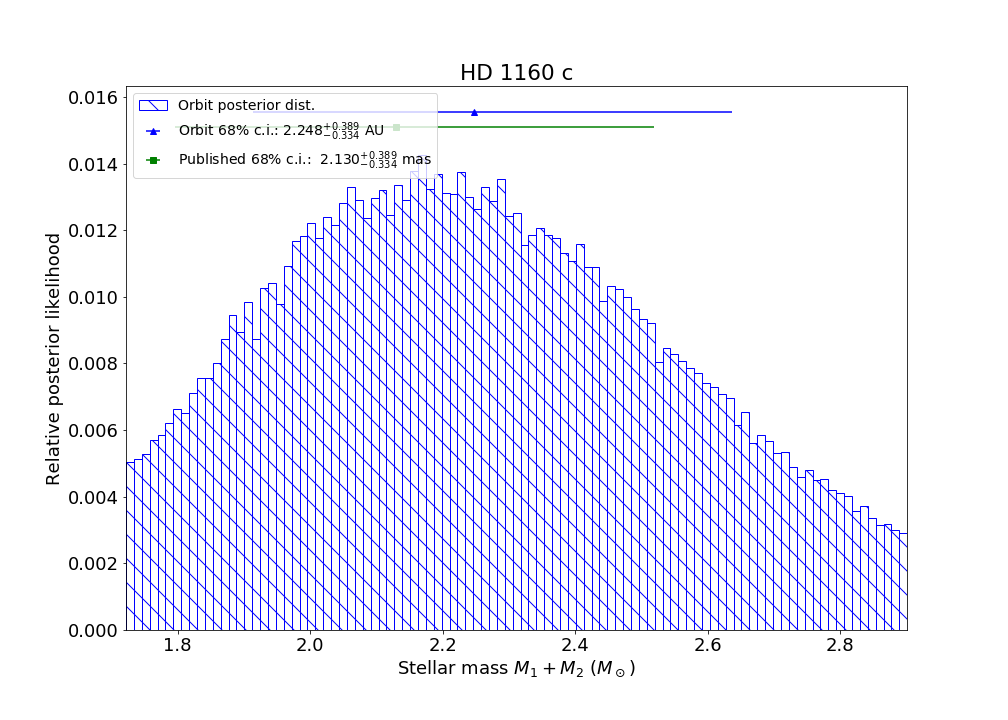 HD 1160 c
Orbit posterior dist.
Orbit 68% c.i.: 2.248$^{+0.389}_{-0.334}$ AU
Published 68% c.i.:  2.130$^{+0.389}_{-0.334}$ mas
0.016
0.014
0.012
0.010
0.008
0.006
0.004
0.002
0.000
Relative posterior likelihood
1.8 2.0 2.2 2.4 2.6 2.8
Stellar mass $M_1 + M_2$ ($M_\odot$)